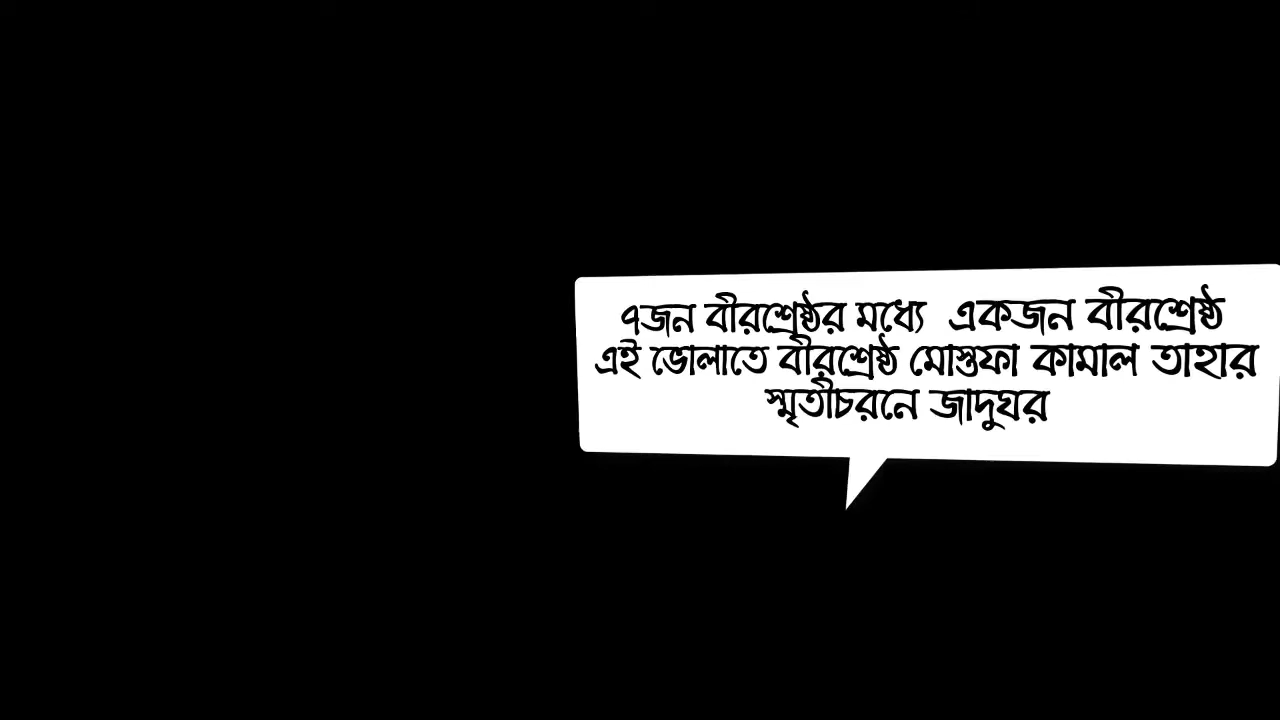 ৭জন বীরশ্রেষ্ঠর মধ্যে একজন বীরশ্রেষ্ঠ
এই ভোলাতে বীরশ্রেষ্ঠ মোস্তফা কামাল তাহার
স্মৃতীচরনে জাদুঘর